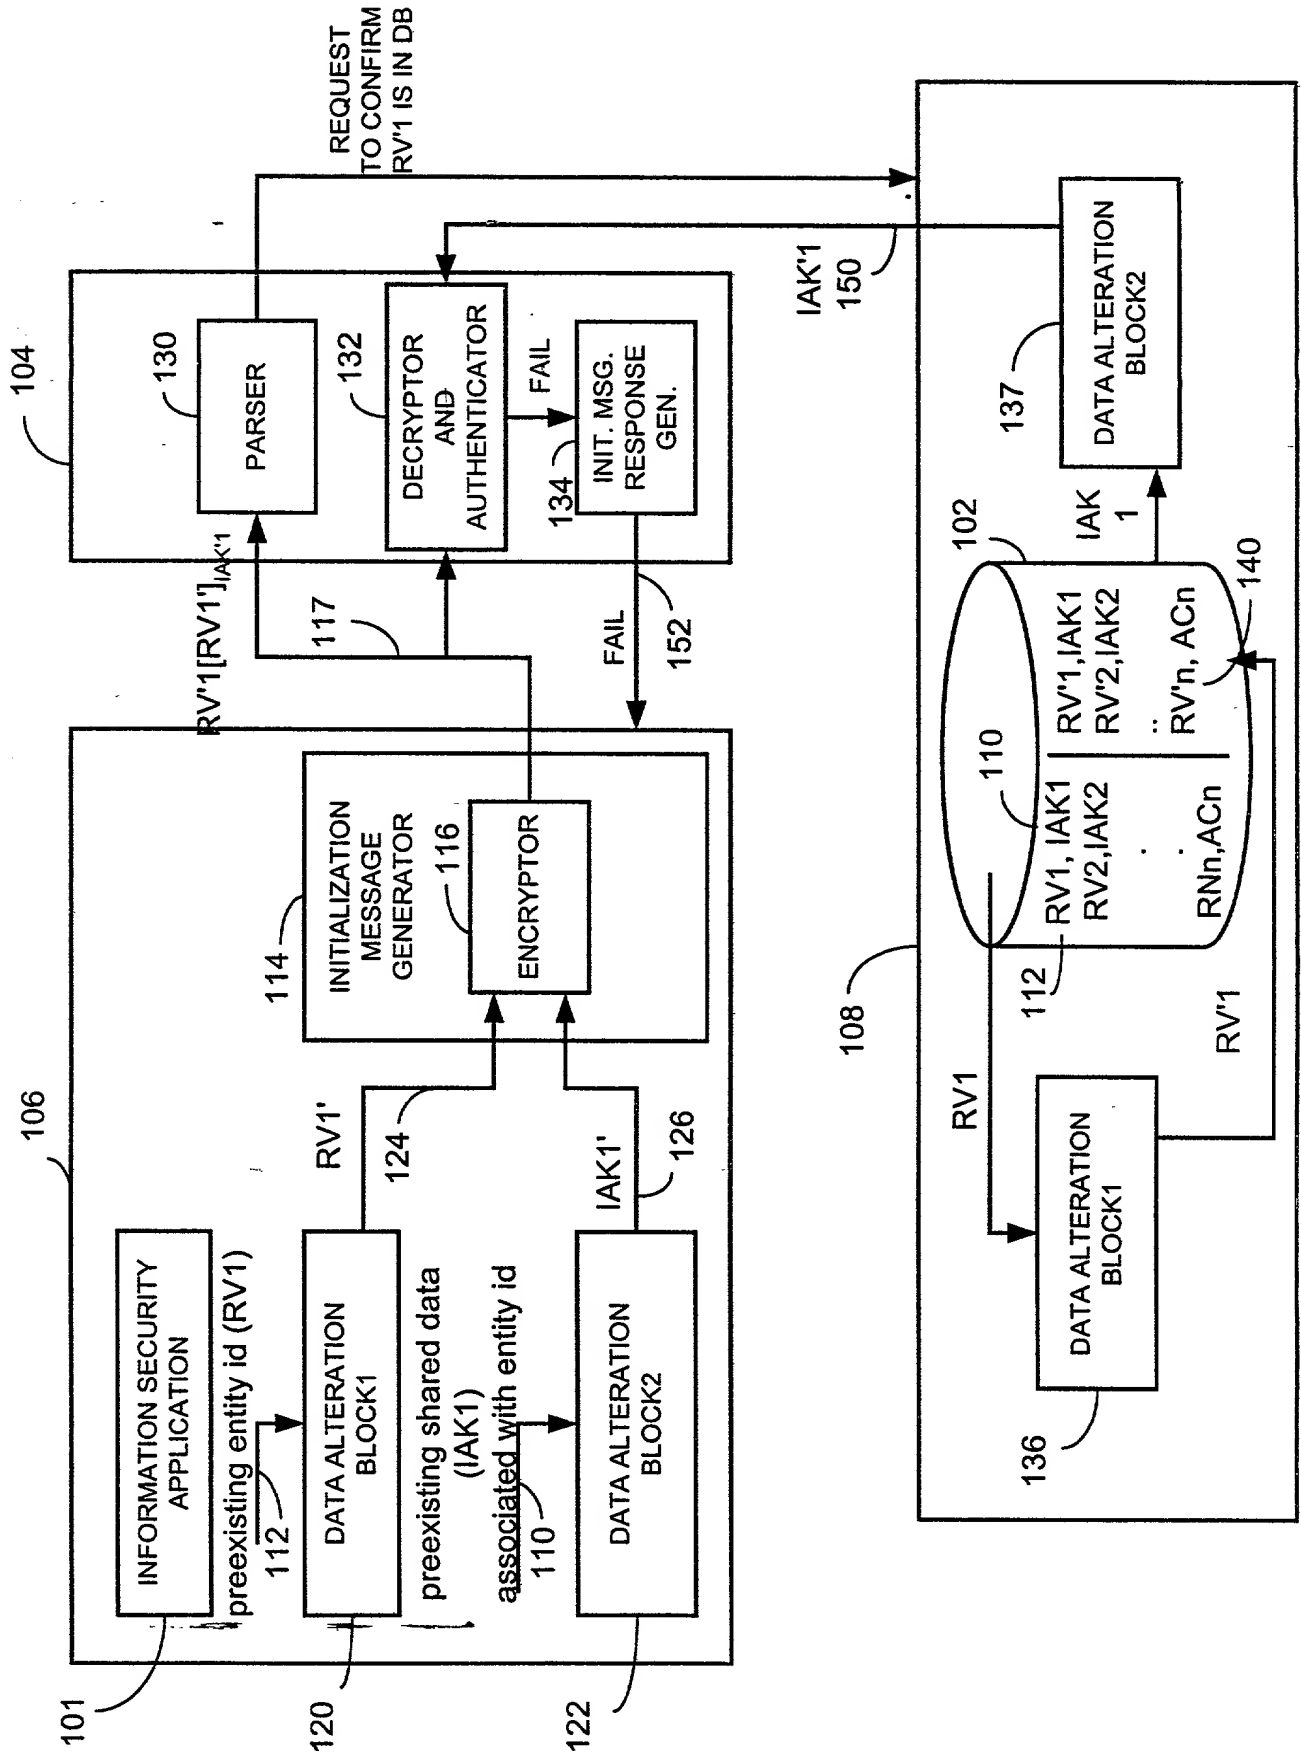 106
101
INFORMATION SECURITY
APPLICATION
preexisting entity id (RV1)
112
120
DATA ALTERATION
BLOCK1
RV1'
124
preexisting shared data
(IAK1)
associated with entity id
110
122
DATA ALTERATION
BLOCK2
IAK1'
126
114
INITIALIZATION
MESSAGE
GENERATOR
116
ENCRYPTOR
RV'1[RV1']IAK'1
117
FAIL
152
104
130
PARSER
132
DECRYPTOR
AND
AUTHENTICATOR
FAIL
134
INIT. MSG.
RESPONSE
GEN.
REQUEST
TO CONFIRM
RV'1 IS IN DB
IAK'1
150
108
136
DATA ALTERATION
BLOCK1
RV1
RV'1
112
110
RV1, IAK1
RV2,IAK2
.
.
RNn,ACn
RV'1,IAK1
RV'2,IAK2
..
RV'n, ACn
102
140
IAK
1
137
DATA ALTERATION
BLOCK2